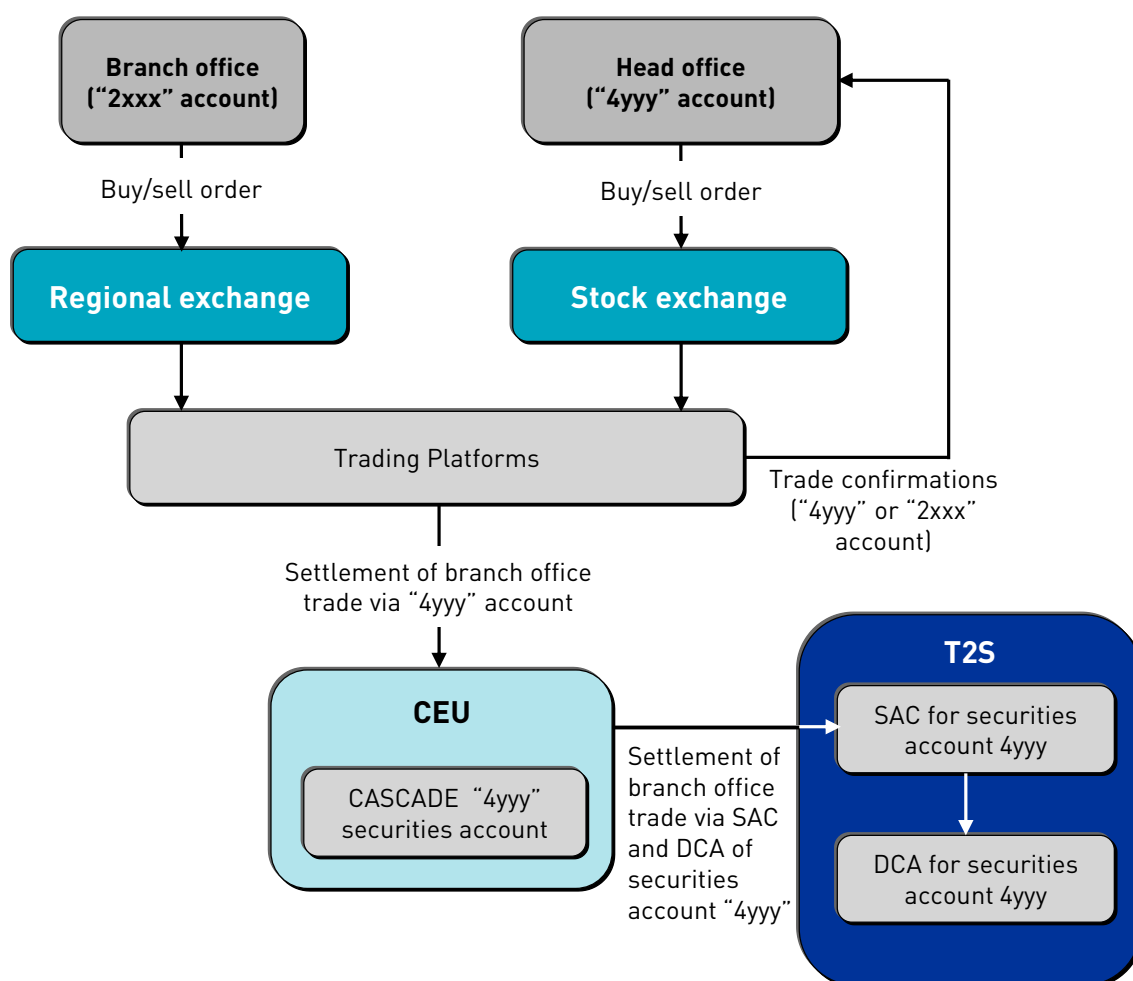 Branch office
(“2xxx” account)
Head office
(“4yyy” account)
Buy/sell order
Buy/sell order
Regional exchange
Stock exchange
Trading Platforms
Trade confirmations
(“4yyy” or “2xxx”
account)
Settlement of branch office
trade via “4yyy” account
CEU
CASCADE “4yyy”
securities account
Settlement of
branch office
trade via SAC
and DCA of
securities
account “4yyy”
T2S
SAC for securities
account 4yyy
DCA for securities
account 4yyy